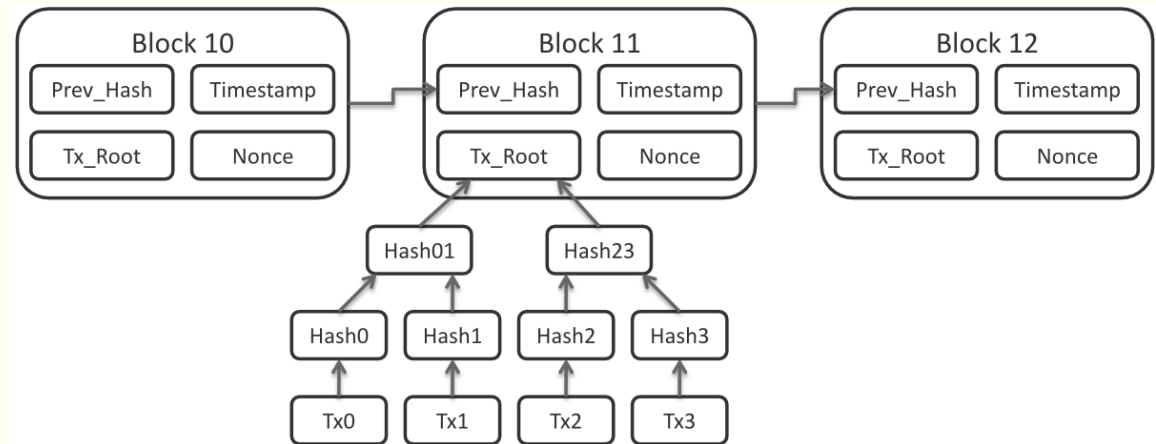 Block 10 Block 11 Block 12
Prev_Hash Timestamp Prev_Hash Timestamp Prev_Hash Timestamp
Tx_Root Nonce Tx_Root Nonce Tx_Root Nonce
Hash01 Hash23
Hash0 Hash1 Hash2 Hash3
Tx0 Tx1 Tx2 Tx3